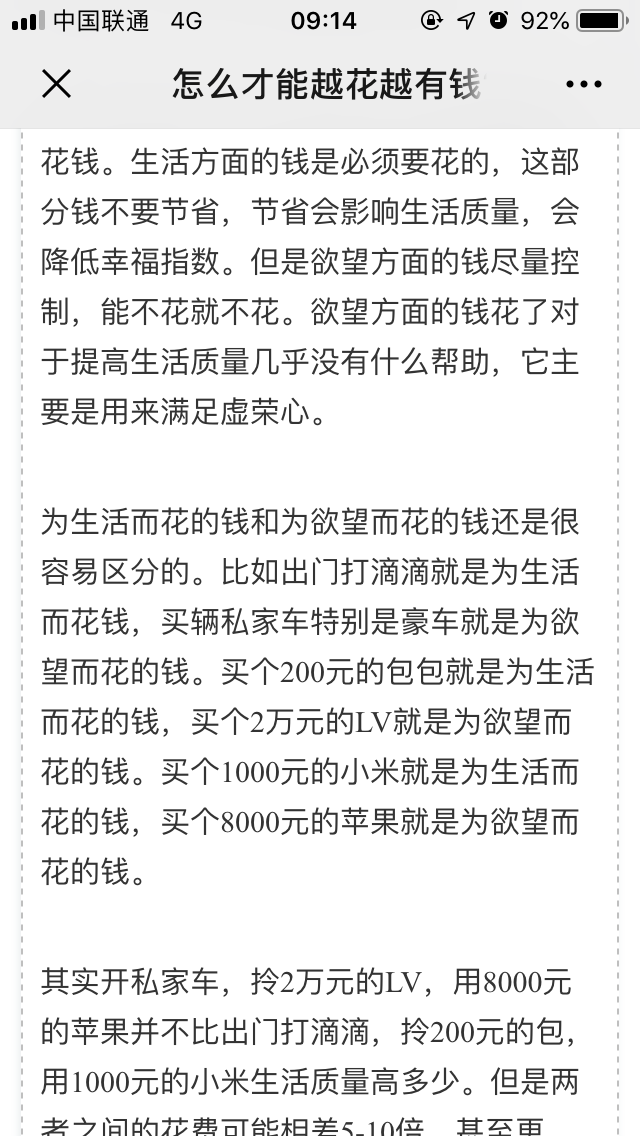 中国联通 4G 09:14 92%
怎么才能越花越有钱
花钱。生活方面的钱是必须要花的，这部
分钱不要节省，节省会影响生活质量，会
降低幸福指数。但是欲望方面的钱尽量控
制，能不花就不花。欲望方面的钱花了对
于提高生活质量几乎没有什么帮助，它主
要是用来满足虚荣心。
为生活而花的钱和为欲望而花的钱还是很
容易区分的。比如出门打滴滴就是为生活
而花钱，买辆私家车特别是豪车就是为欲
望而花的钱。买个200元的包包就是为生活
而花的钱，买个2万元的LV就是为欲望而
花的钱。买个1000元的小米就是为生活而
花的钱，买个8000元的苹果就是为欲望而
花的钱。
其实开私家车，拎2万元的LV，用8000元
的苹果并不比出门打滴滴，拎200元的包，
用1000元的小米生活质量高多少。但是两
者之间的花费可能相差5-10倍，甚至更